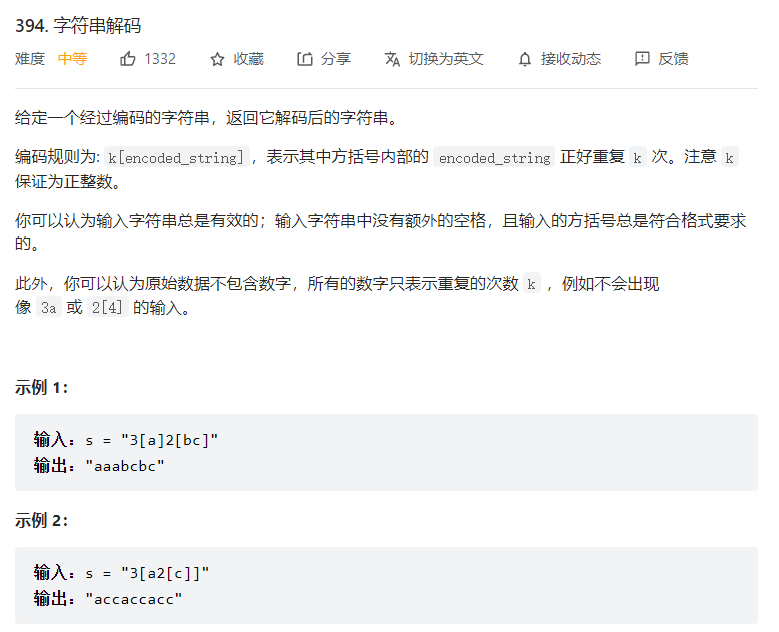 394. 字符串解码
难度 中等 1332 收藏 分享 切换为英文 接收动态 反馈
给定一个经过编码的字符串，返回它解码后的字符串。
编码规则为: k[encoded_string]，表示其中方括号内部的 encoded_string 正好重复 k 次。注意 k
保证为正整数。
你可以认为输入字符串总是有效的；输入字符串中没有额外的空格，且输入的方括号总是符合格式要求
的。
此外，你可以认为原始数据不包含数字，所有的数字只表示重复的次数 k ，例如不会出现
像 3a 或 2[4] 的输入。
示例 1：
输入：s = "3[a]2[bc]"
输出："aaabcbc"
示例 2：
输入：s = "3[a2[c]]"
输出："accaccacc"